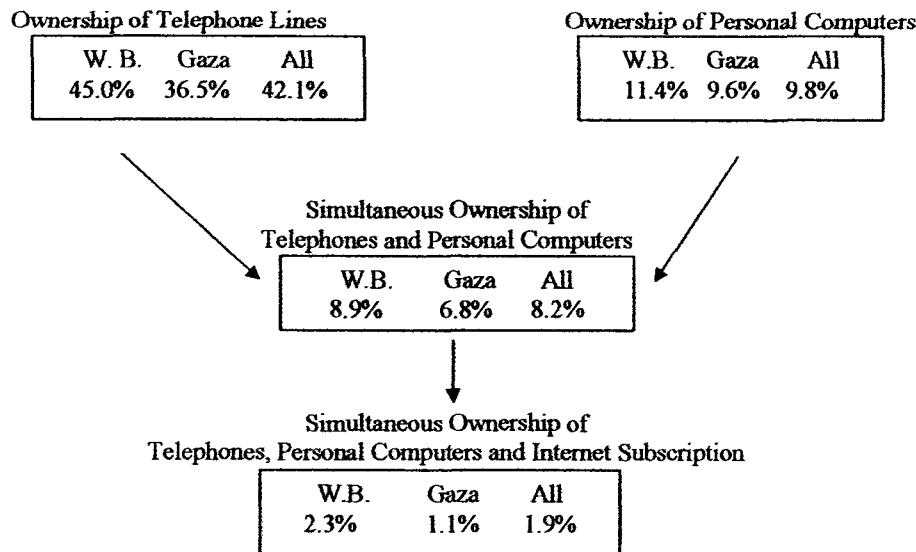 Ownership of Telephone Lines
W. B. Gaza All
45.0% 36.5% 42.1%
Ownership of Personal Computers
W.B. Gaza All
11.4% 9.6% 9.8%
Simultaneous Ownership of
Telephones and Personal Computers
W.B. Gaza All
8.9% 6.8% 8.2%
Simultaneous Ownership of
Telephones, Personal Computers and Internet Subscription
W.B. Gaza All
2.3% 1.1% 1.9%